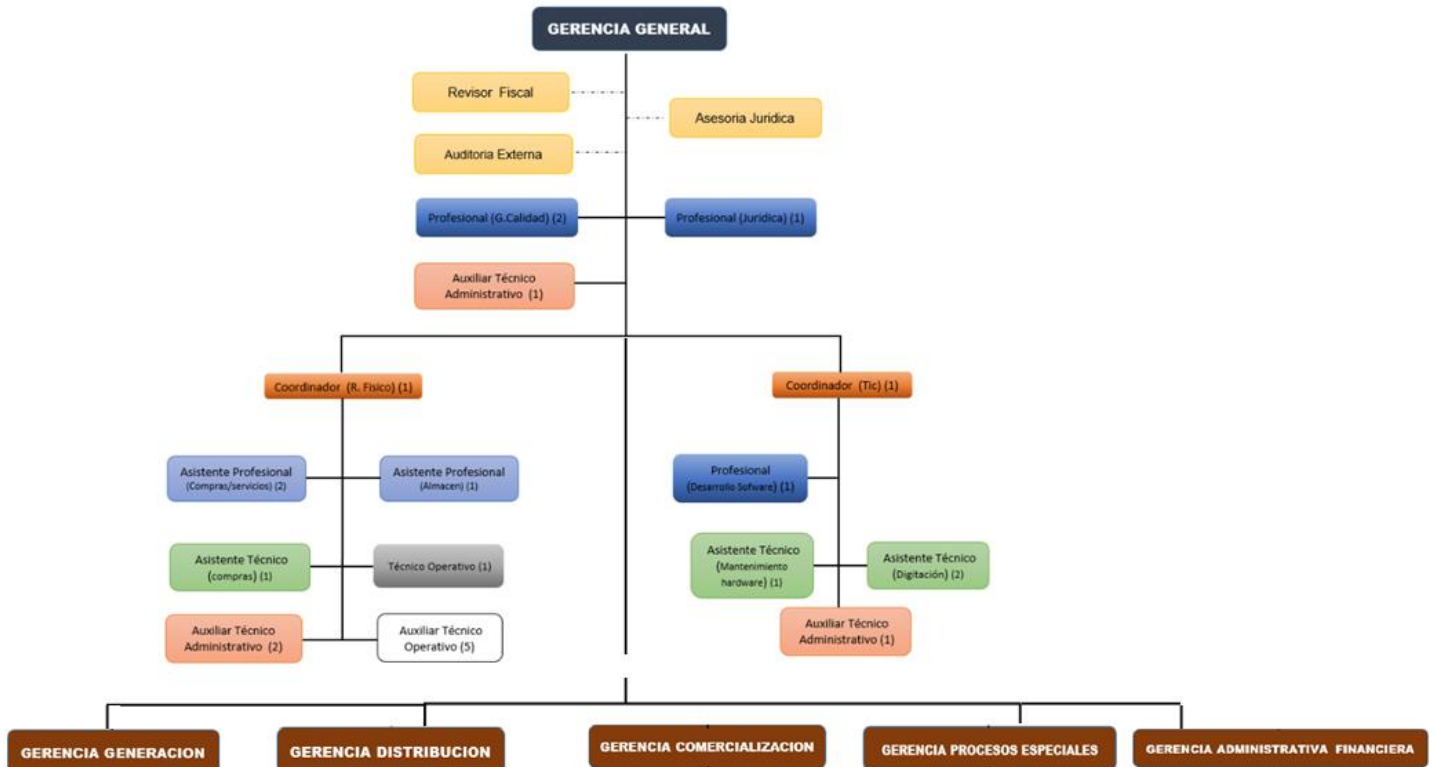 GERENCIA GENERAL
Revisor Fiscal
Asesoria Juridica
Auditoria Externa
Profesional (G.Calidad) (2)
Profesional (Juridica) (1)
Auxiliar Técnico
Administrativo (1)
Coordinador (R. Fisico) (1)
Coordinador (Tic) (1)
Asistente Profesional
(Compras/servicios) (2)
Asistente Profesional
(Almacen) (1)
Profesional
(Desarrollo Sofware) (1)
Asistente Técnico
(compras) (1)
Técnico Operativo (1)
Asistente Técnico
(Mantenimiento
hardware) (1)
Asistente Técnico
(Digitación) (2)
Auxiliar Técnico
Administrativo (2)
Auxiliar Técnico
Operativo (5)
Auxiliar Técnico
Administrativo (1)
GERENCIA GENERACION
GERENCIA DISTRIBUCION
GERENCIA COMERCIALIZACION
GERENCIA PROCESOS ESPECIALES
GERENCIA ADMINISTRATIVA FINANCIERA